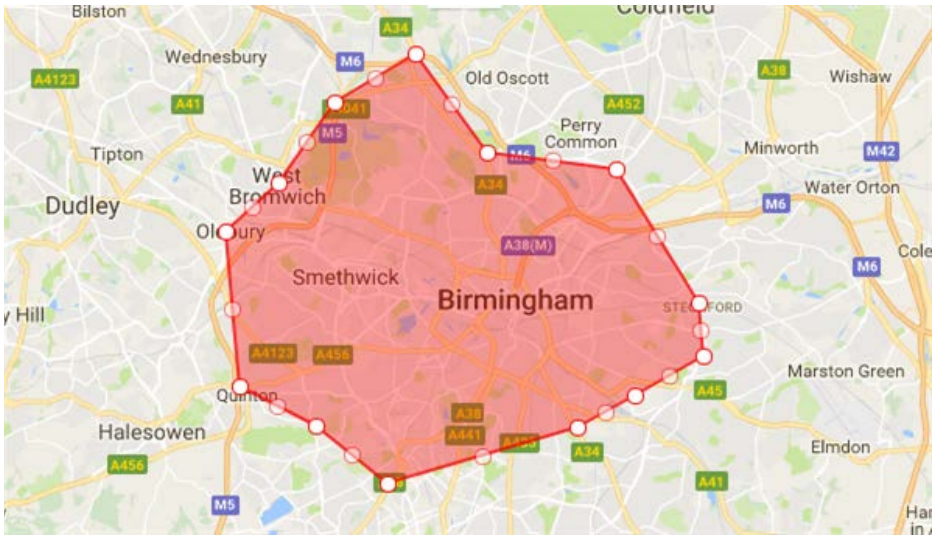 Bilston
A34
Coldfield
Wednesbury
M6
Old Oscott
A4123
A38
Wishaw
A41
A452
M5
Perry
Common
Tipton
M6
Minworth
M42
West
Bromwich
A34
Dudley
Water Orton
M6
Oldbury
A38(M)
Smethwick
M6
Birmingham
y Hill
A4123
A456
Marston Green
Quinton
A45
A38
Halesowen
A441
A34
Elmdon
A456
A41
M5
in A